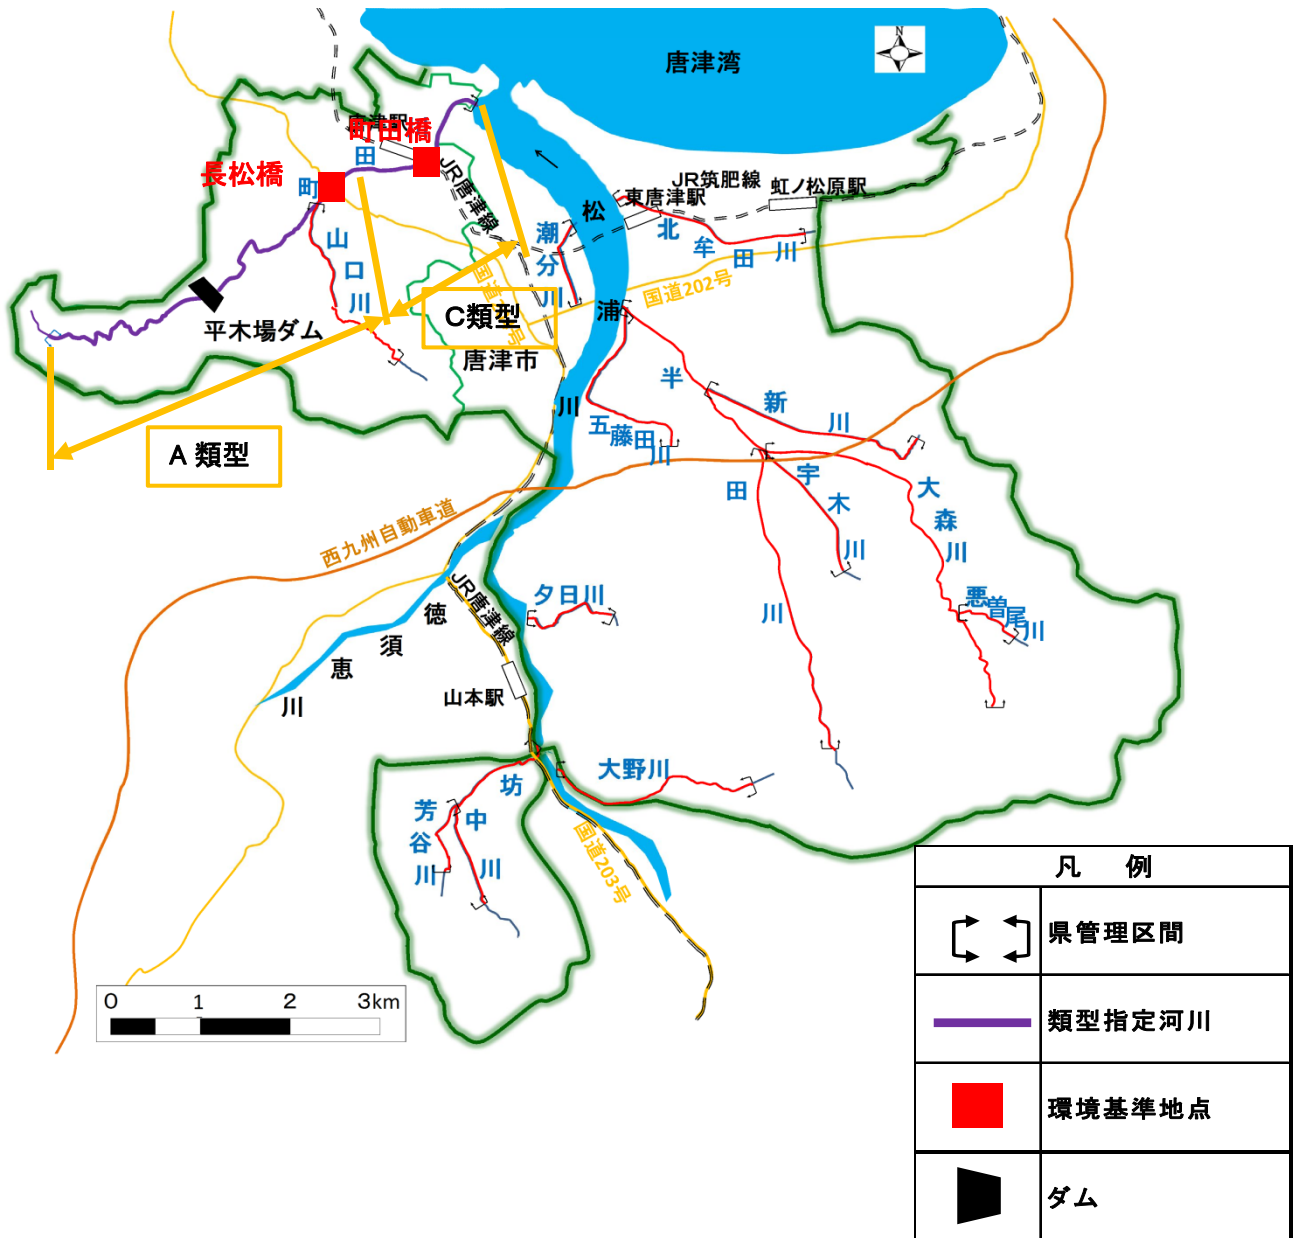 唐津湾
N
唐津駅
町田橋
長松橋
町
田
JR唐津線
JR筑肥線
虹ノ松原駅
東唐津駅
松
浦
川
北
牟
田
川
潮
分
川
山
口
川
国道202号
C類型
唐津市
平木場ダム
A 類型
半
田
川
新
川
五
藤
田
川
宇
木
川
大
森
川
悪
曽
尾
川
西九州自動車道
夕日川
JR唐津線
徳
須
恵
川
山本駅
大野川
坊
中
川
芳
谷
川
国道203号
0 1 2 3km
凡 例
県管理区間
類型指定河川
環境基準地点
ダム